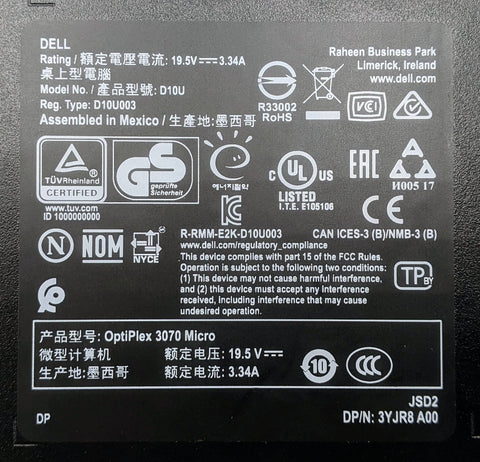 DELL
Rating / 額定電壓電流: 19.5V⎓3.34A
桌上型電腦
Model No. / 產品型號: D10U
Reg. Type: D10U003
Assembled in Mexico / 生產地:墨西哥
Raheen Business Park
Limerick, Ireland
www.dell.com
R33002
RoHS
VCI
TÜVRheinland
CERTIFIED
www.tuv.com
ID 1000000000
GS
geprüfte
Sicherheit
에너지절약
C UL US
LISTED
I.T.E. E105106
EAC
И005 17
CE
R-RMM-E2K-D10U003
CAN ICES-3 (B)/NMB-3 (B)
www.dell.com/regulatory_compliance
This device complies with part 15 of the FCC Rules.
Operation is subject to the following two conditions:
(1) This device may not cause harmful interference,
and (2) this device must accept any interference
received, including interference that may cause
undesired operation.
N
NOM
NYCE
TP
BY
产品型号: OptiPlex 3070 Micro
微型计算机
额定电压: 19.5 V⎓
生产地:墨西哥
额定电流: 3.34A
10
CCC
JSD2
DP
DP/N: 3YJR8 A00